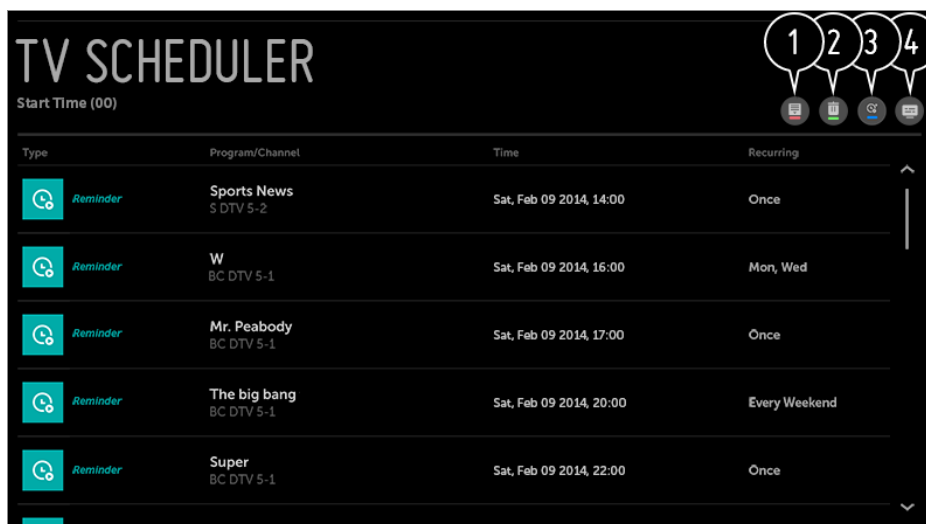 1 2 3 4
TV SCHEDULER
Start Time (00)
Type Program/Channel Time Recurring
Reminder Sports News Sat, Feb 09 2014, 14:00 Once
S DTV 5-2
Reminder W Sat, Feb 09 2014, 16:00 Mon, Wed
BC DTV 5-1
Reminder Mr. Peabody Sat, Feb 09 2014, 17:00 Once
BC DTV 5-1
Reminder The big bang Sat, Feb 09 2014, 20:00 Every Weekend
BC DTV 5-1
Reminder Super Sat, Feb 09 2014, 22:00 Once
BC DTV 5-1